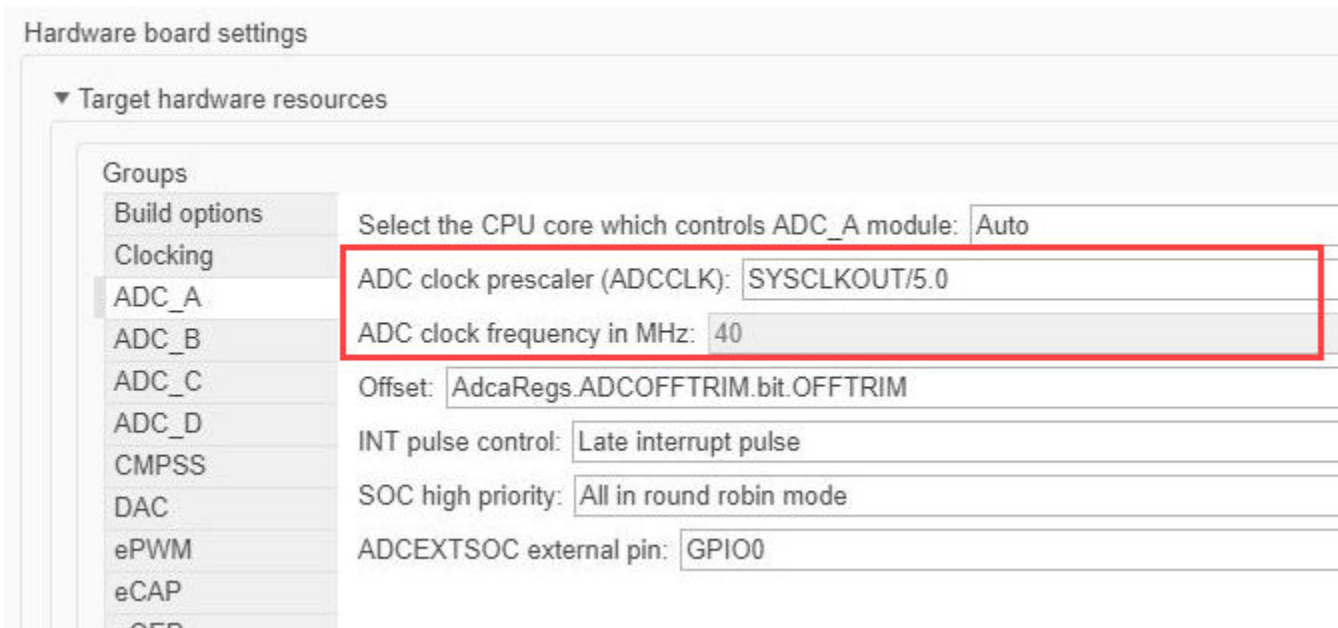 Hardware board settings
▼ Target hardware resources
Groups
Build options
Clocking
ADC_A
ADC_B
ADC_C
ADC_D
CMPSS
DAC
ePWM
eCAP
Select the CPU core which controls ADC_A module: Auto
ADC clock prescaler (ADCCLK): SYSCLKOUT/5.0
ADC clock frequency in MHz: 40
Offset: AdcaRegs.ADCOFFTRIM.bit.OFFTRIM
INT pulse control: Late interrupt pulse
SOC high priority: All in round robin mode
ADCEXTSOC external pin: GPIO0